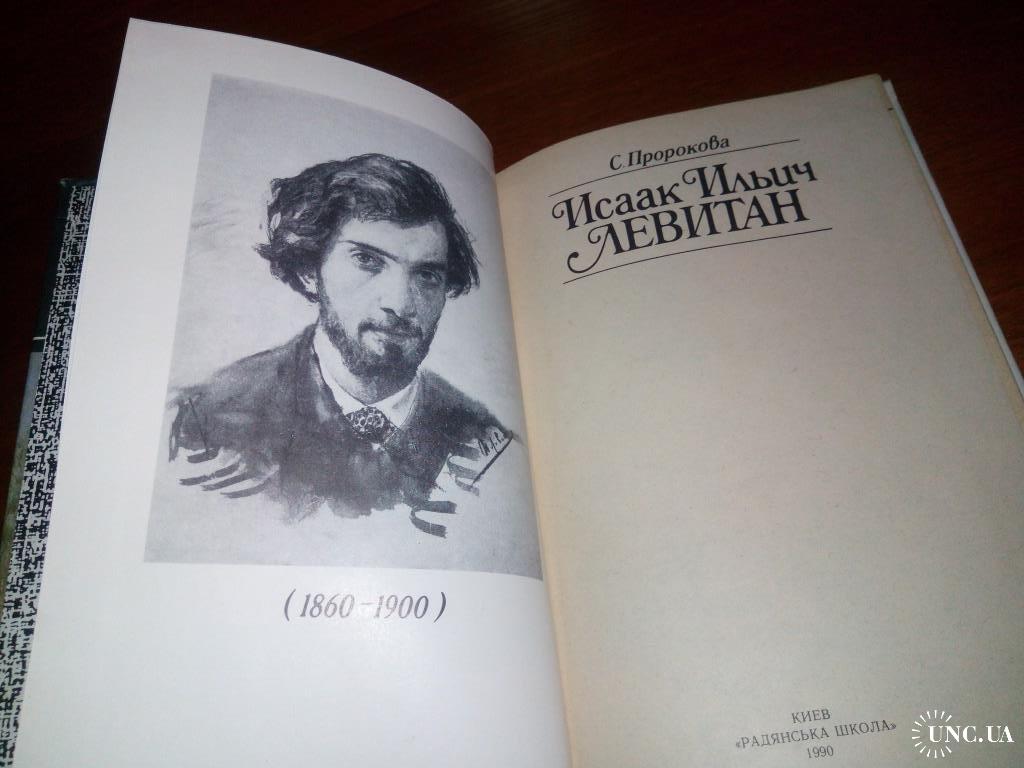 (1860–1900)
С. Пророкова
Исаак Ильич
ЛЕВИТАН
КИЕВ
«РАДЯНСЬКА ШКОЛА»
1990
UNC.UA